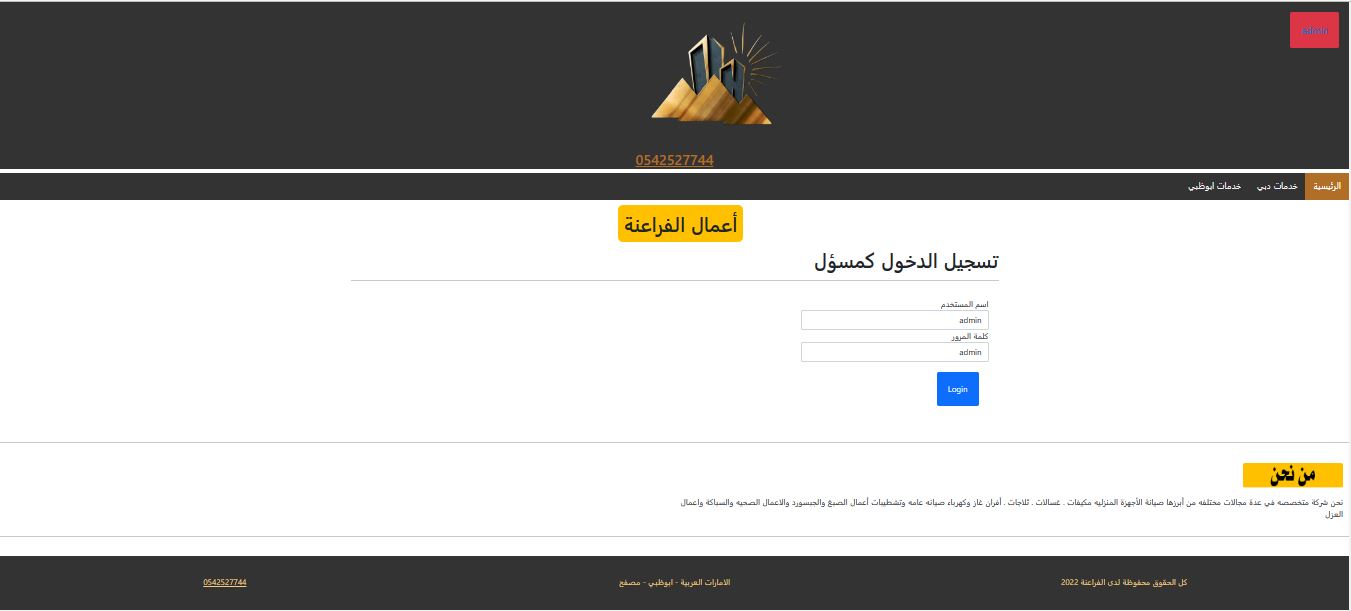 admin
0542527744
الرئيسية
خدمات دبي
خدمات ابوظبي
أعمال الفراعنة
تسجيل الدخول كمسؤل
اسم المستخدم
admin
كلمة المرور
admin
Login
من نحن
نحن شركة متخصصه في عدة مجالات مختلفه من أبرزها صيانة الأجهزة المنزليه مكيفات . غسالات . ثلاجات . أفران غاز وكهرباء صيانه عامه وتشطيبات أعمال الصبغ والجبسورد والاعمال الصحيه والسباكة واعمال
العزل
كل الحقوق محفوظة لدى الفراعنة 2022
الامارات العربية - ابوظبي - مصفح
0542527744